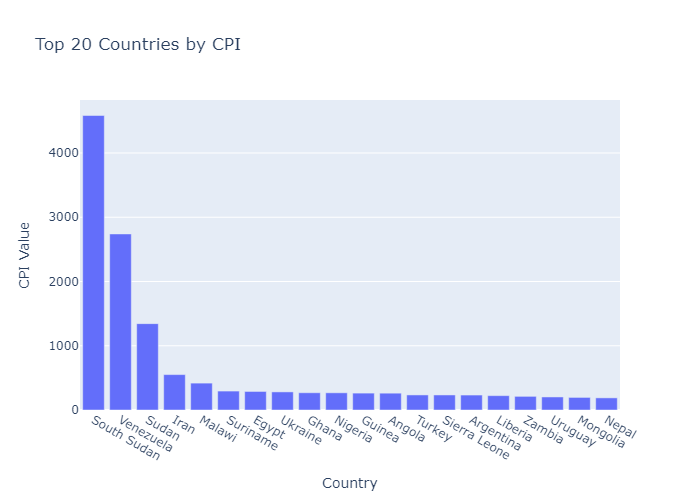 Top 20 Countries by CPI
CPI Value
4000
3000
2000
1000
0
South Sudan
Venezuela
Sudan
Iran
Malawi
Suriname
Egypt
Ukraine
Ghana
Nigeria
Guinea
Angola
Turkey
Sierra Leone
Argentina
Liberia
Zambia
Uruguay
Mongolia
Nepal
Country